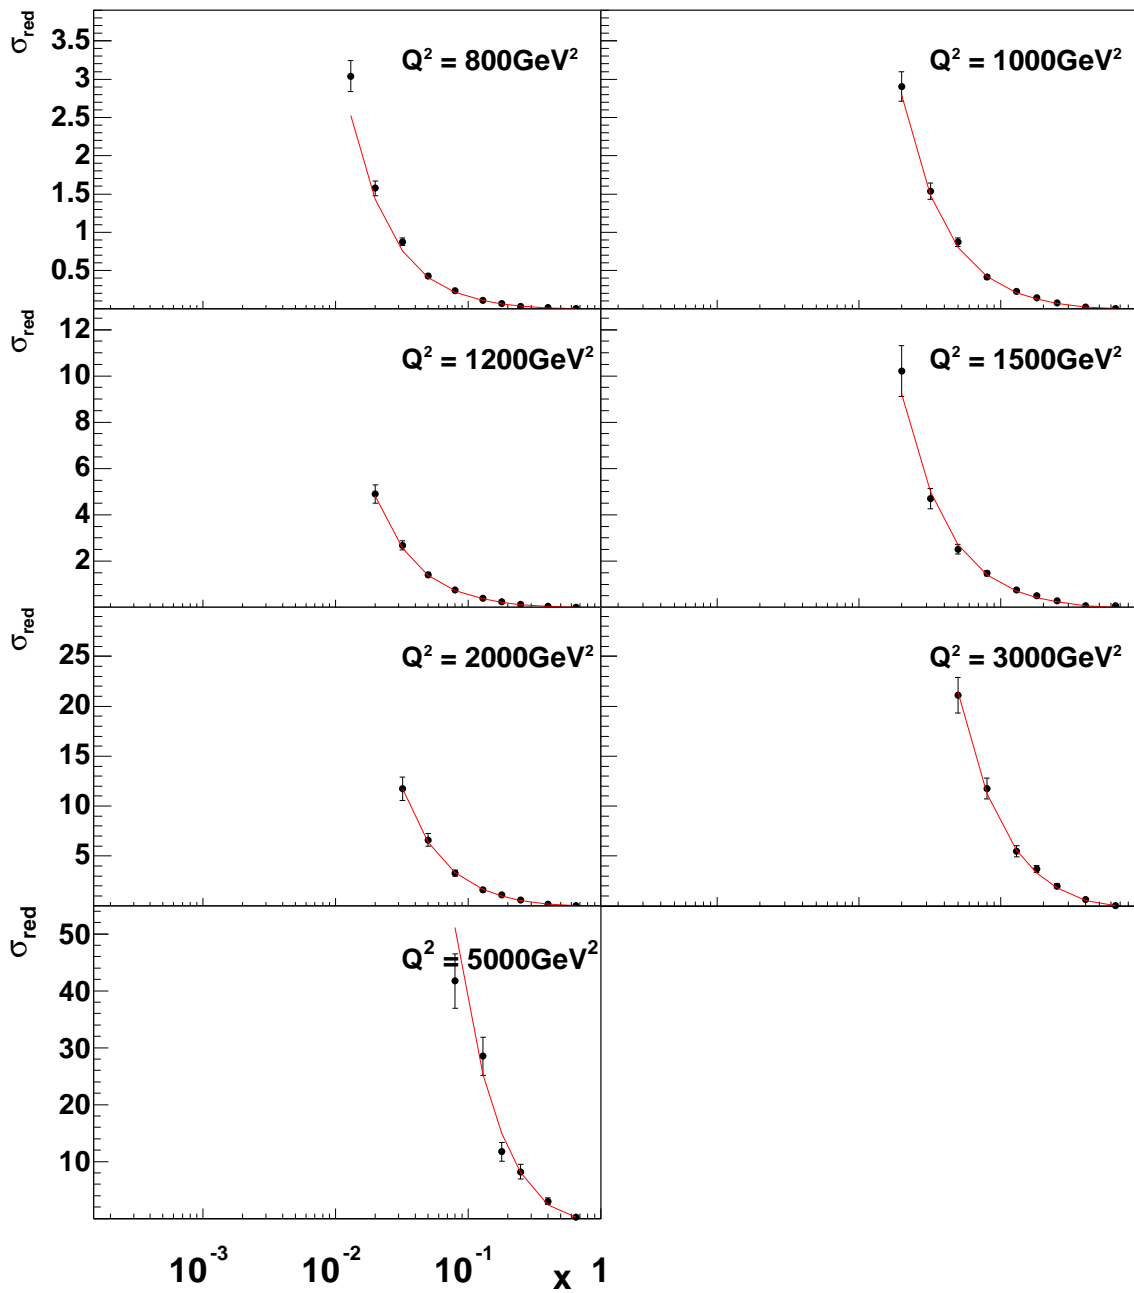 σred
3.5
3
2.5
2
1.5
1
0.5
Q² = 800GeV²
Q² = 1000GeV²
σred
12
10
8
6
4
2
Q² = 1200GeV²
Q² = 1500GeV²
σred
25
20
15
10
5
Q² = 2000GeV²
Q² = 3000GeV²
σred
50
40
30
20
10
Q² = 5000GeV²
10⁻³ 10⁻² 10⁻¹ x 1